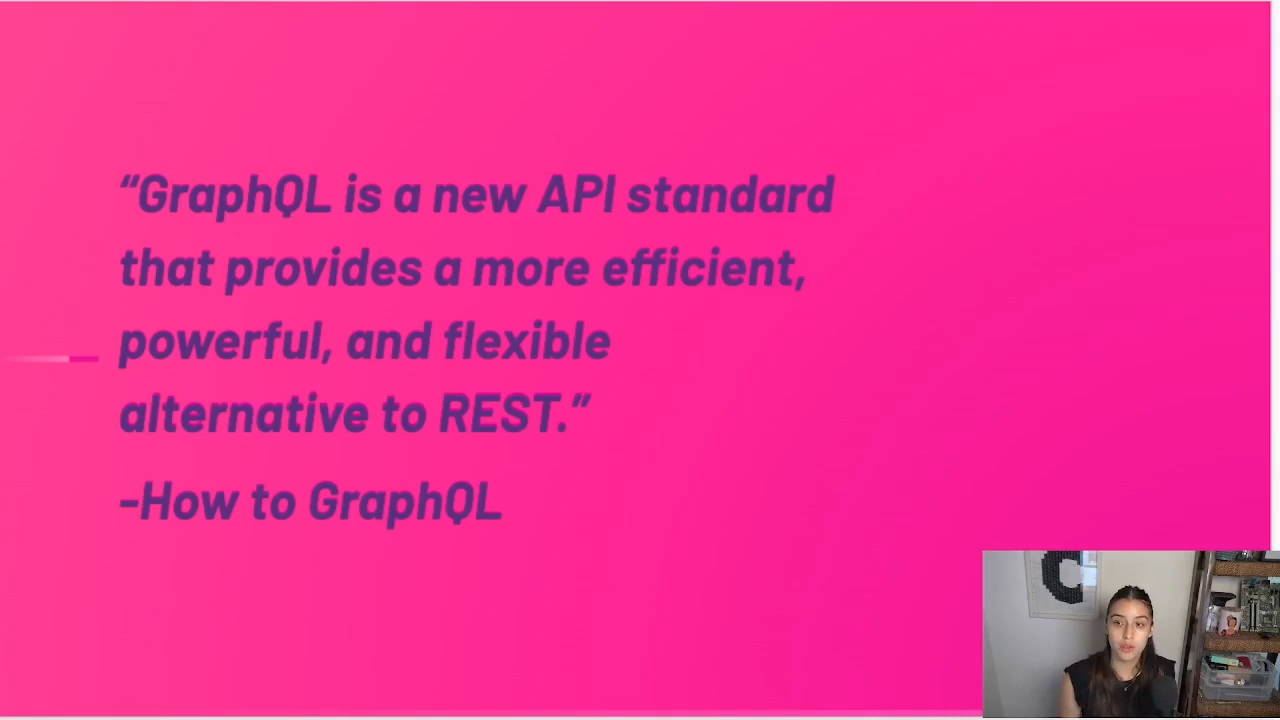 “GraphQL is a new API standard
that provides a more efficient,
powerful, and flexible
alternative to REST.”
-How to GraphQL